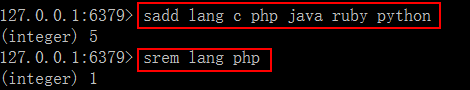 127.0.0.1:6379> sadd lang c php java ruby python
(integer) 5
127.0.0.1:6379> srem lang php
(integer) 1